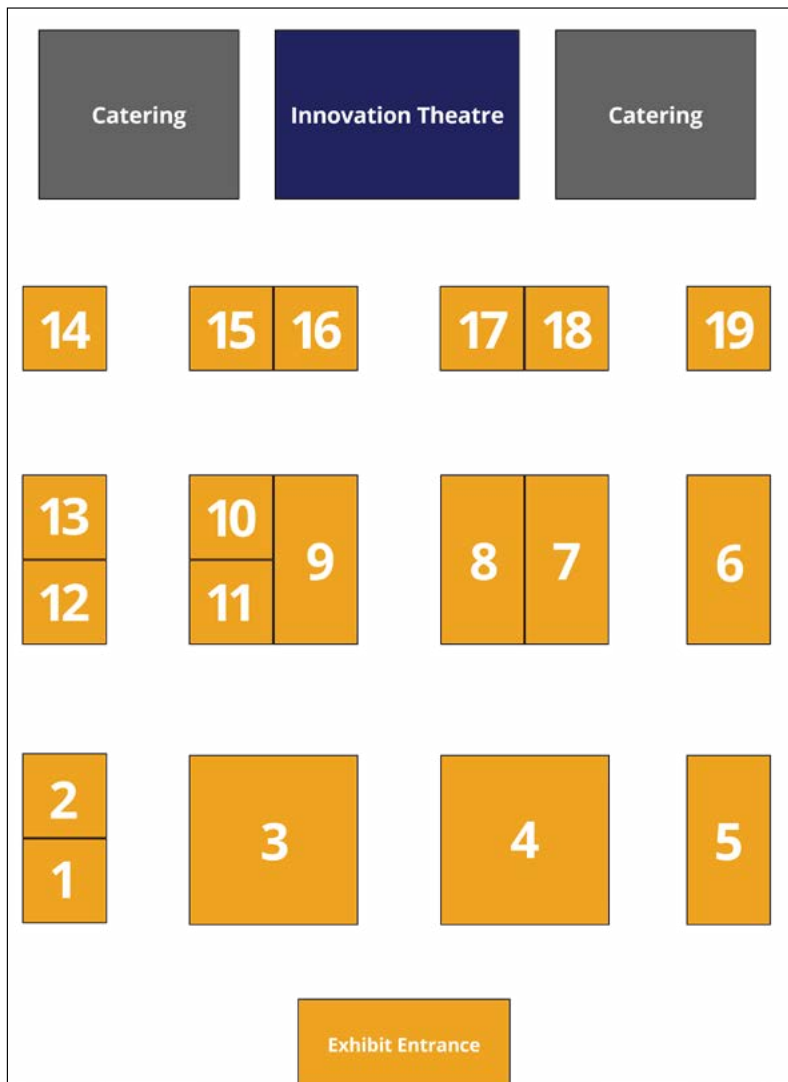 Catering Innovation Theatre Catering
14 15 16 17 18 19
13 10 9 8 7 6
12 11
2 3 4 5
1
Exhibit Entrance